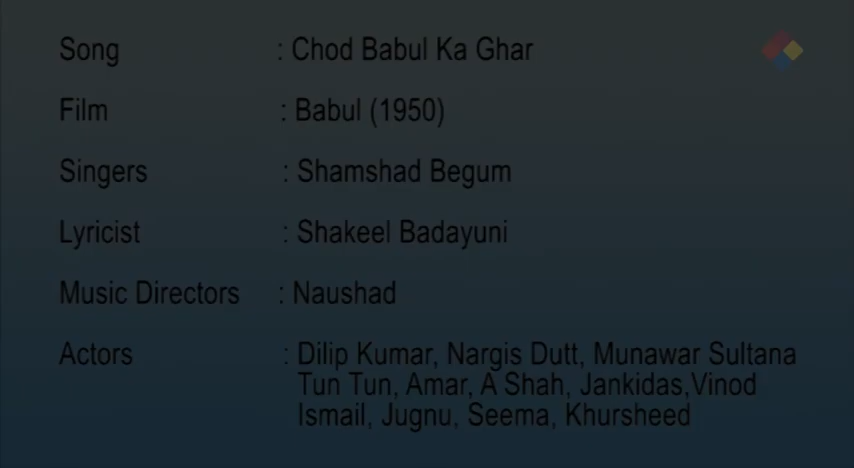 Song : Chod Babul Ka Ghar
Film : Babul (1950)
Singers : Shamshad Begum
Lyricist : Shakeel Badayuni
Music Directors : Naushad
Actors : Dilip Kumar, Nargis Dutt, Munawar Sultana
Tun Tun, Amar, A Shah, Jankidas,Vinod
Ismail, Jugnu, Seema, Khursheed